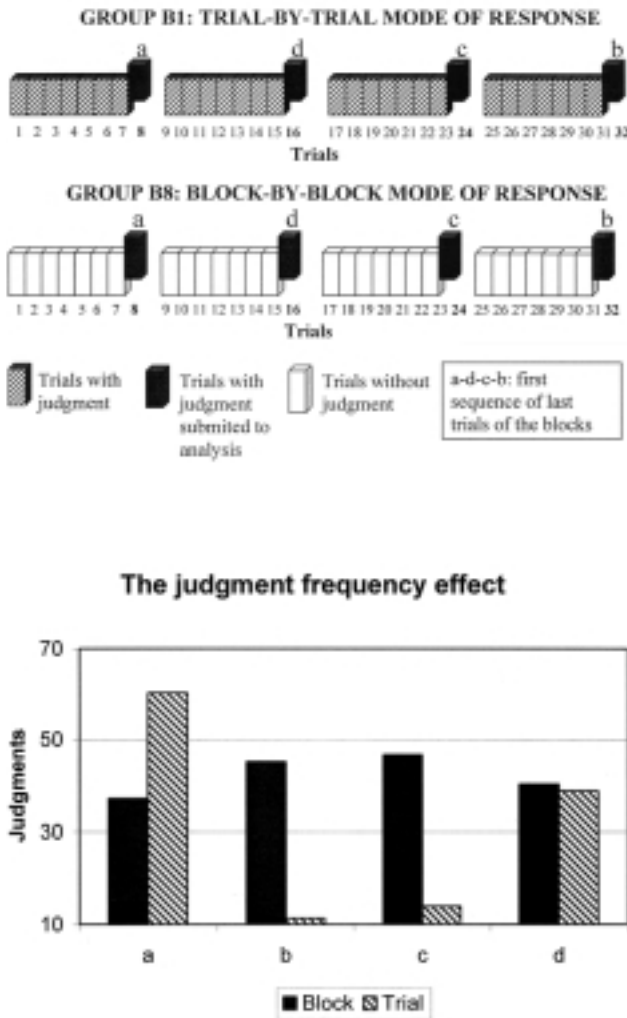 GROUP B1: TRIAL-BY-TRIAL MODE OF RESPONSE
a d c b
1 2 3 4 5 6 7 8 9 10 11 12 13 14 15 16 17 18 19 20 21 22 23 24 25 26 27 28 29 30 31 32
Trials
GROUP B8: BLOCK-BY-BLOCK MODE OF RESPONSE
a d c b
1 2 3 4 5 6 7 8 9 10 11 12 13 14 15 16 17 18 19 20 21 22 23 24 25 26 27 28 29 30 31 32
Trials
Trials with
judgment
Trials with
judgment
submited to
analysis
Trials without
judgment
a-d-c-b: first
sequence of last
trials of the blocks
The judgment frequency effect
Judgments
70
50
30
10
a b c d
Block Trial